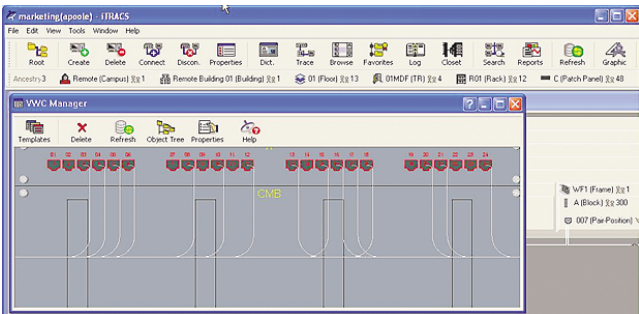 marketing(apoole) - iTRACS
File Edit View Tools Window Help
Root Create Delete Connect Discon. Properties Dict. Trace Browse Favorites Log Closet Search Reports Refresh Graphic
Ancestry3 Remote (Campus) 1 Remote Building 01 (Building) 1 01 (Floor) 13 01MDF (TR) 4 R01 (Rack) 12 C (Patch Panel) 48
VWC Manager
Templates Delete Refresh Object Tree Properties Help
01 02 03 04 05 06 07 08 09 10 11 12 13 14 15 16 17 18 19 20 21 22 23 24
CMB
WF1 (Frame) 1
A (Block) 300
007 (Pair-Position)